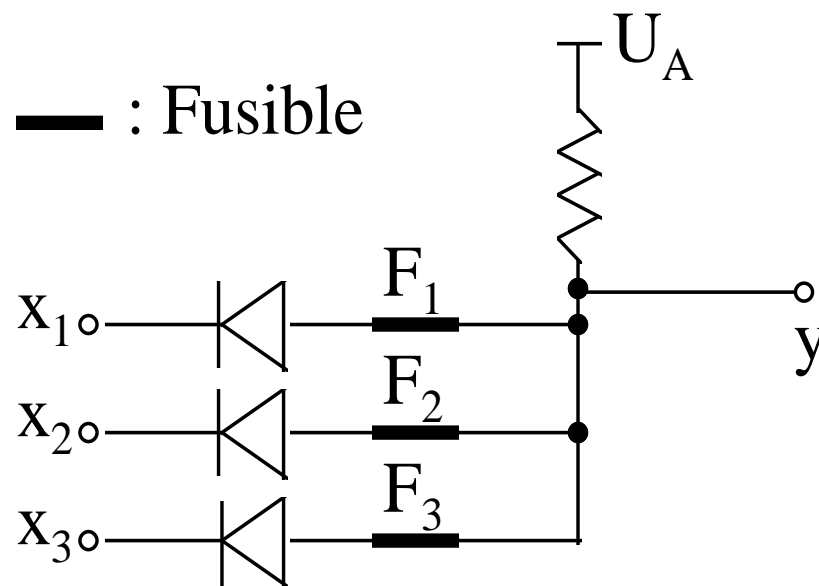 U_A
: Fusible
F_1
x_1
y
F_2
x_2
F_3
x_3